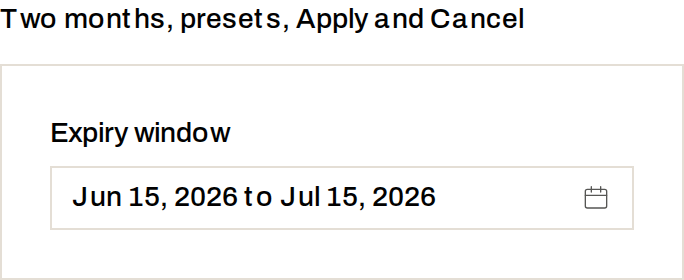 Two months, presets, Apply and Cancel
Expiry window
Jun 15, 2026 to Jul 15, 2026